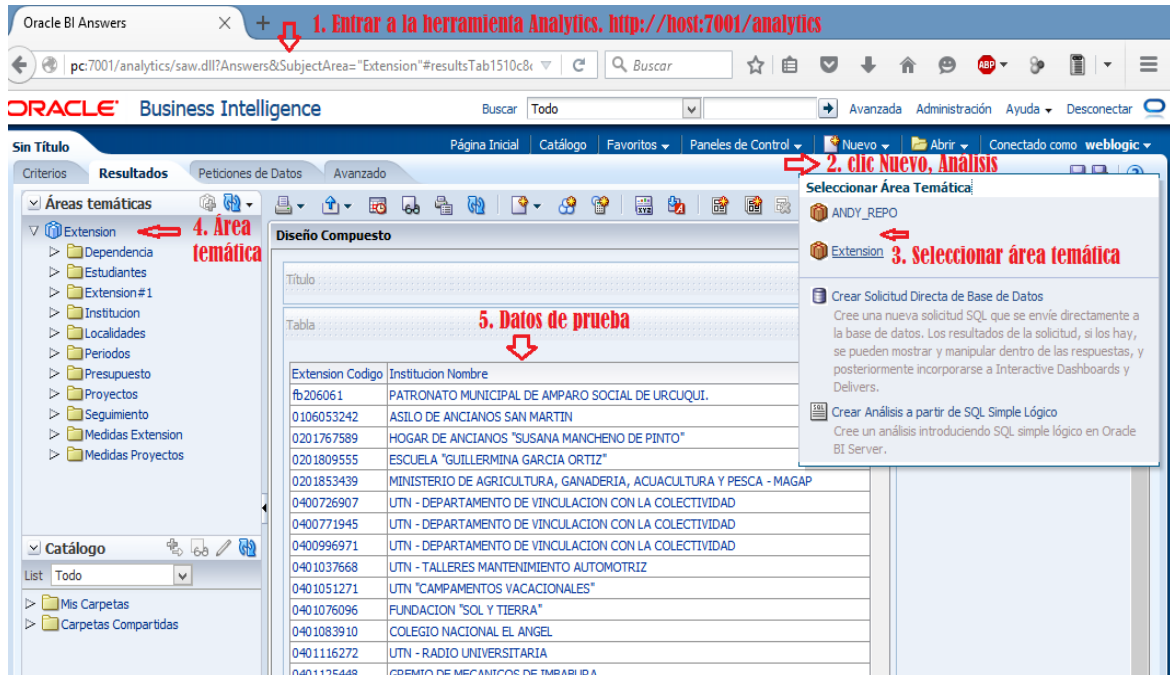 Oracle BI Answers
1. Entrar a la herramienta Analytics. http://host:7001/analytics
pc:7001/analytics/saw.dll?Answers&SubjectArea="Extension"#resultsTab1510c8
Buscar
ABP
ORACLE Business Intelligence
Buscar Todo
Avanzada Administración Ayuda Desconectar
Sin Título
Página Inicial Catálogo Favoritos Paneles de Control Nuevo Abrir Conectado como weblogic
2. clic Nuevo, Análisis
Criterios Resultados Peticiones de Datos Avanzado
Áreas temáticas
Extension
4. Área temática
Dependencia
Estudiantes
Extension#1
Institucion
Localidades
Periodos
Presupuesto
Proyectos
Seguimiento
Medidas Extension
Medidas Proyectos
Catálogo
List Todo
Mis Carpetas
Carpetas Compartidas
Diseño Compuesto
Título
Tabla
5. Datos de prueba
Extension Codigo Institucion Nombre
fb206061 PATRONATO MUNICIPAL DE AMPARO SOCIAL DE URCUQUI.
0106053242 ASILO DE ANCIANOS SAN MARTIN
0201767589 HOGAR DE ANCIANOS "SUSANA MANCHENO DE PINTO"
0201809555 ESCUELA "GUILLERMINA GARCIA ORTIZ"
0201853439 MINISTERIO DE AGRICULTURA, GANADERIA, ACUACULTURA Y PESCA - MAGAP
0400726907 UTN - DEPARTAMENTO DE VINCULACION CON LA COLECTIVIDAD
0400771945 UTN - DEPARTAMENTO DE VINCULACION CON LA COLECTIVIDAD
0400996971 UTN - DEPARTAMENTO DE VINCULACION CON LA COLECTIVIDAD
0401037668 UTN - TALLERES MANTENIMIENTO AUTOMOTRIZ
0401051271 UTN "CAMPAMENTOS VACACIONALES"
0401076096 FUNDACION "SOL Y TIERRA"
0401083910 COLEGIO NACIONAL EL ANGEL
0401116272 UTN - RADIO UNIVERSITARIA
0401125448 GREMIO DE MECANICOS DE IMBABURA
Seleccionar Área Temática
ANDY_REPO
Extension
3. Seleccionar área temática
Crear Solicitud Directa de Base de Datos
Cree una nueva solicitud SQL que se envíe directamente a
la base de datos. Los resultados de la solicitud, si los hay,
se pueden mostrar y manipular dentro de las respuestas, y
posteriormente incorporarse a Interactive Dashboards y
Delivers.
SQL
Crear Análisis a partir de SQL Simple Lógico
Cree un análisis introduciendo SQL simple lógico en Oracle
BI Server.